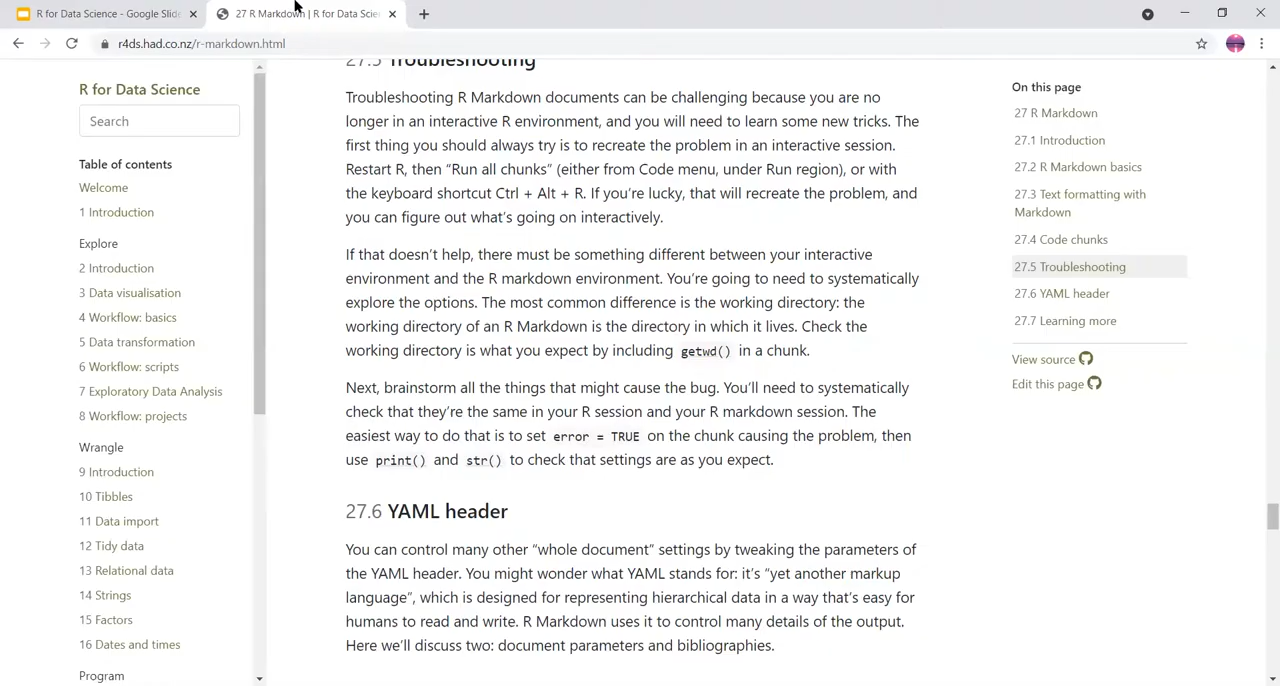 R for Data Science - Google Slide
27 R Markdown | R for Data Scie
r4ds.had.co.nz/r-markdown.html
R for Data Science
Search
Table of contents
Welcome
1 Introduction
Explore
2 Introduction
3 Data visualisation
4 Workflow: basics
5 Data transformation
6 Workflow: scripts
7 Exploratory Data Analysis
8 Workflow: projects
Wrangle
9 Introduction
10 Tibbles
11 Data import
12 Tidy data
13 Relational data
14 Strings
15 Factors
16 Dates and times
Program
27.5 Troubleshooting
Troubleshooting R Markdown documents can be challenging because you are no
longer in an interactive R environment, and you will need to learn some new tricks. The
first thing you should always try is to recreate the problem in an interactive session.
Restart R, then “Run all chunks” (either from Code menu, under Run region), or with
the keyboard shortcut Ctrl + Alt + R. If you’re lucky, that will recreate the problem, and
you can figure out what’s going on interactively.
If that doesn’t help, there must be something different between your interactive
environment and the R markdown environment. You’re going to need to systematically
explore the options. The most common difference is the working directory: the
working directory of an R Markdown is the directory in which it lives. Check the
working directory is what you expect by including getwd() in a chunk.
Next, brainstorm all the things that might cause the bug. You’ll need to systematically
check that they’re the same in your R session and your R markdown session. The
easiest way to do that is to set error = TRUE on the chunk causing the problem, then
use print() and str() to check that settings are as you expect.
27.6 YAML header
You can control many other “whole document” settings by tweaking the parameters of
the YAML header. You might wonder what YAML stands for: it’s “yet another markup
language”, which is designed for representing hierarchical data in a way that’s easy for
humans to read and write. R Markdown uses it to control many details of the output.
Here we’ll discuss two: document parameters and bibliographies.
On this page
27 R Markdown
27.1 Introduction
27.2 R Markdown basics
27.3 Text formatting with
Markdown
27.4 Code chunks
27.5 Troubleshooting
27.6 YAML header
27.7 Learning more
View source
Edit this page